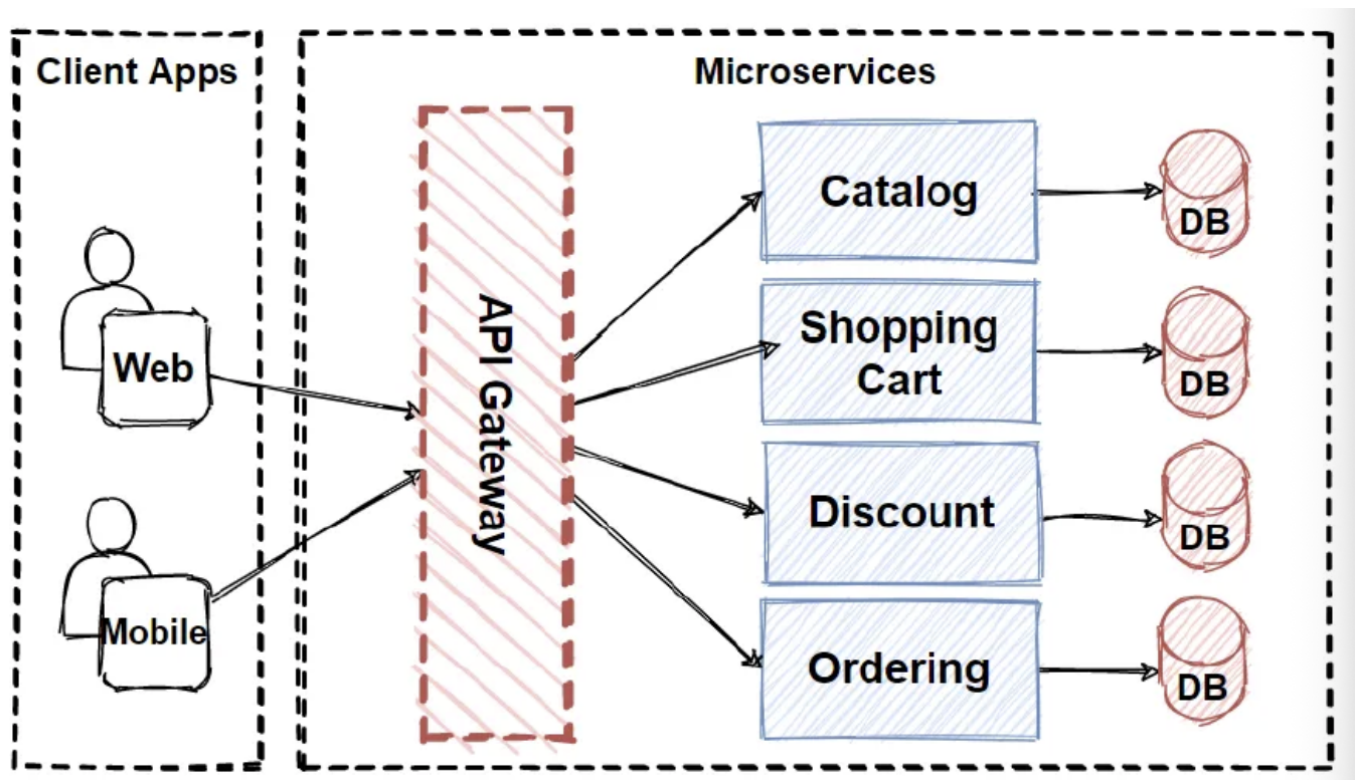 Client Apps
Microservices
Web
Mobile
API Gateway
Catalog
DB
Shopping
Cart
DB
Discount
DB
Ordering
DB